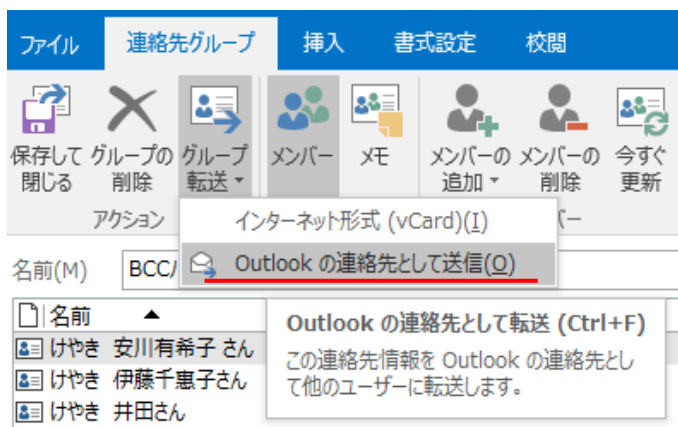 ファイル 連絡先グループ 挿入 書式設定 校閲
保存して グループの グループ メンバー メモ メンバーの メンバーの 今すぐ
閉じる 削除 転送 追加 削除 更新
アクション
インターネット形式 (vCard)(I)
Outlook の連絡先として送信(O)
名前(M) BCC/
名前
けやき 安川有希子 さん
けやき 伊藤千恵子さん
けやき 井田さん
Outlook の連絡先として転送 (Ctrl+F)
この連絡先情報を Outlook の連絡先とし
て他のユーザーに転送します。